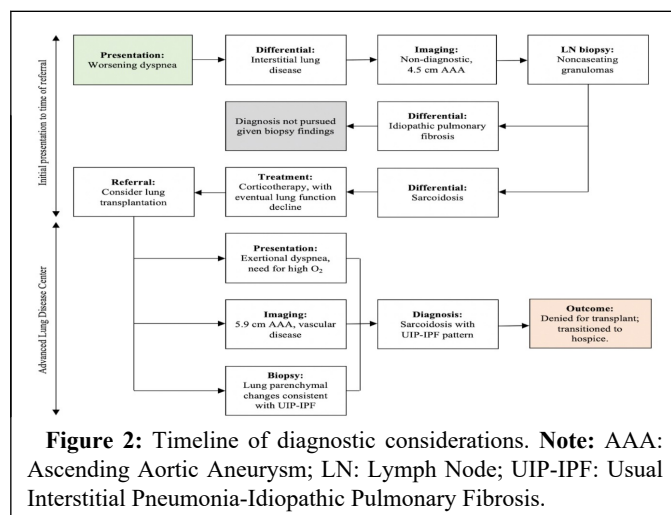 Initial presentation to time of referral
Presentation:
Worsening dyspnea
Differential:
Interstitial lung
disease
Imaging:
Non-diagnostic, 4.5 cm AAA
LN biopsy:
Noncaseating
granulomas
Diagnosis not pursued
given biopsy findings
Differential:
Idiopathic pulmonary
fibrosis
Referral:
Consider lung
transplantation
Treatment:
Corticotherapy, with
eventual lung function
decline
Differential:
Sarcoidosis
Advanced Lung Disease Center
Presentation:
Exertional dyspnea,
need for high O₂
Imaging:
5.9 cm AAA, vascular
disease
Biopsy:
Lung parenchymal
changes consistent
with UIP-IPF
Diagnosis:
Sarcoidosis with
UIP-IPF pattern
Outcome:
Denied for transplant;
transitioned to
hospice.
Figure 2: Timeline of diagnostic considerations. Note: AAA:
Ascending Aortic Aneurysm; LN: Lymph Node; UIP-IPF: Usual
Interstitial Pneumonia-Idiopathic Pulmonary Fibrosis.